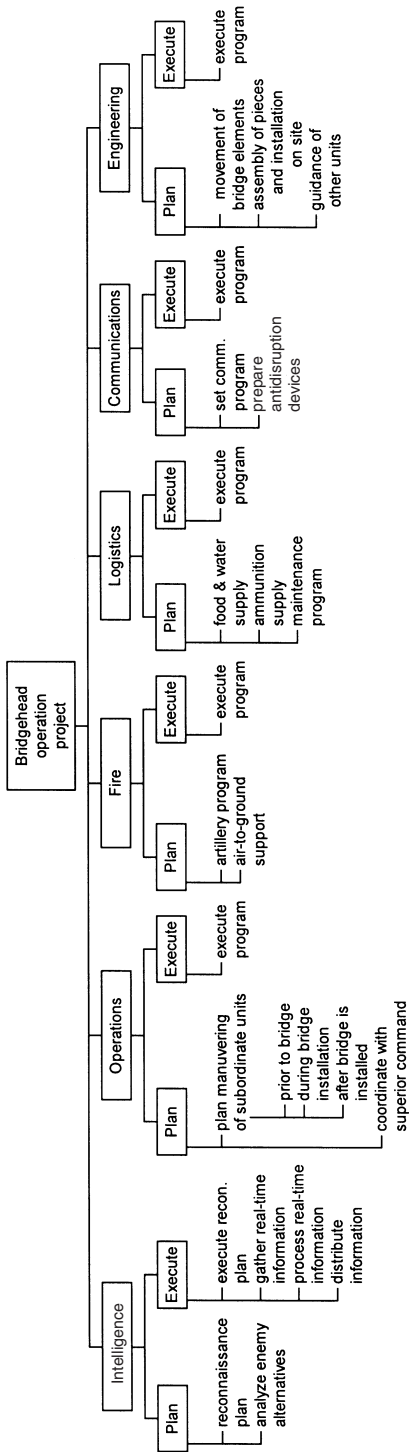 Bridgehead
operation
project
Intelligence
Plan
reconnaissance
plan
analyze enemy
alternatives
Execute
execute recon.
plan
gather real-time
information
process real-time
information
distribute
information
Operations
Plan
plan manuvering
of subordinate units
prior to bridge
during bridge
installation
after bridge is
installed
coordinate with
superior command
Execute
execute
program
Fire
Plan
artillery program
air-to-ground
support
Execute
execute
program
Logistics
Plan
food & water
supply
ammunition
supply
maintenance
program
Execute
execute
program
Communications
Plan
set comm.
program
prepare
antidisruption
devices
Execute
execute
program
Engineering
Plan
movement of
bridge elements
assembly of pieces
and installation
on site
guidance of
other units
Execute
execute
program